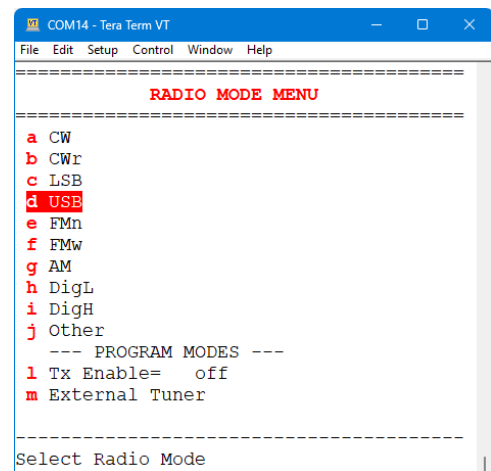 COM14 - Tera Term VT
File Edit Setup Control Window Help
========================================
RADIO MODE MENU
========================================
a CW
b CWr
c LSB
d USB
e FMn
f FMw
g AM
h DigL
i DigH
j Other
--- PROGRAM MODES ---
l Tx Enable= off
m External Tuner
----------------------------------------
Select Radio Mode